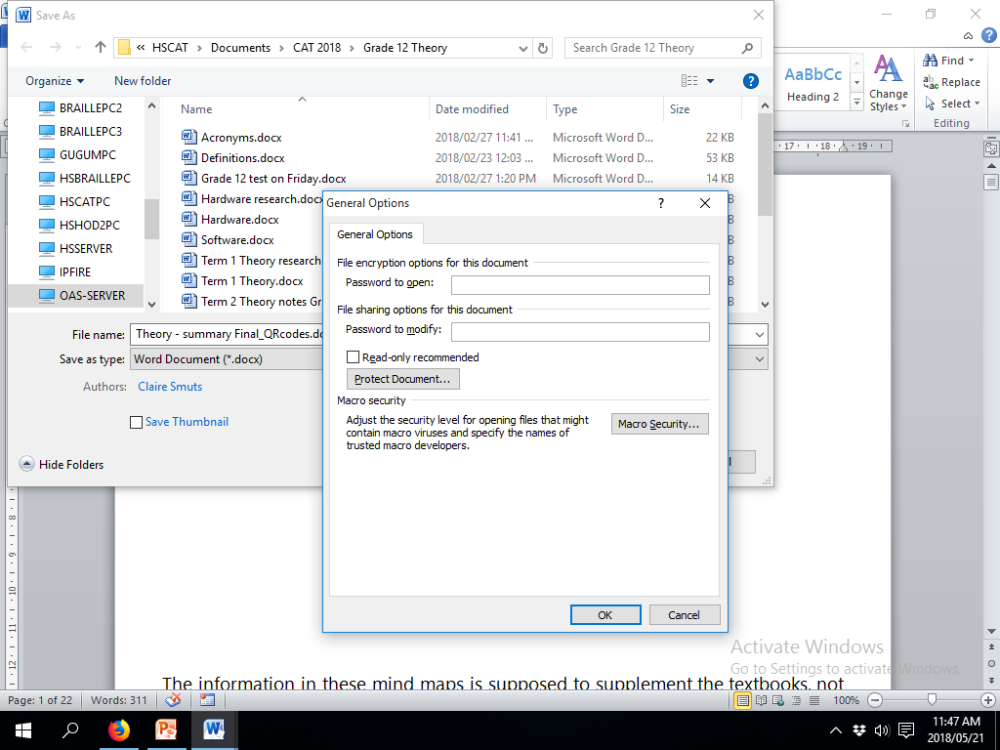 Save As
« HSCAT › Documents › CAT 2018 › Grade 12 Theory
Search Grade 12 Theory
Organize
New folder
Name
Date modified
Type
Size
BRAILLEPC2
BRAILLEPC3
GUGUMPC
HSBRAILLEPC
HSCATPC
HSHOD2PC
HSSERVER
IPFIRE
OAS-SERVER
Acronyms.docx 2018/02/27 11:41 ... Microsoft Word D... 22 KB
Definitions.docx 2018/02/23 12:03 ... Microsoft Word D... 53 KB
Grade 12 test on Friday.docx 2018/02/27 1:20 PM Microsoft Word D... 14 KB
Hardware research.docx
Hardware.docx
Software.docx
Term 1 Theory research
Term 1 Theory.docx
Term 2 Theory notes Gr
File name: Theory - summary Final_QRcodes.do
Save as type: Word Document (*.docx)
Authors: Claire Smuts
Save Thumbnail
Hide Folders
General Options
?
General Options
File encryption options for this document
Password to open:
File sharing options for this document
Password to modify:
Read-only recommended
Protect Document...
Macro security
Adjust the security level for opening files that might
contain macro viruses and specify the names of
trusted macro developers.
Macro Security...
OK
Cancel
AaBbCc
Heading 2
Change
Styles
Find
Replace
Select
Editing
17 18 19
8
9
10
11
12
Activate Windows
Go to Settings to activate Windows.
The information in these mind maps is supposed to supplement the textbooks, not
Page: 1 of 22
Words: 311
100%
11:47 AM
2018/05/21